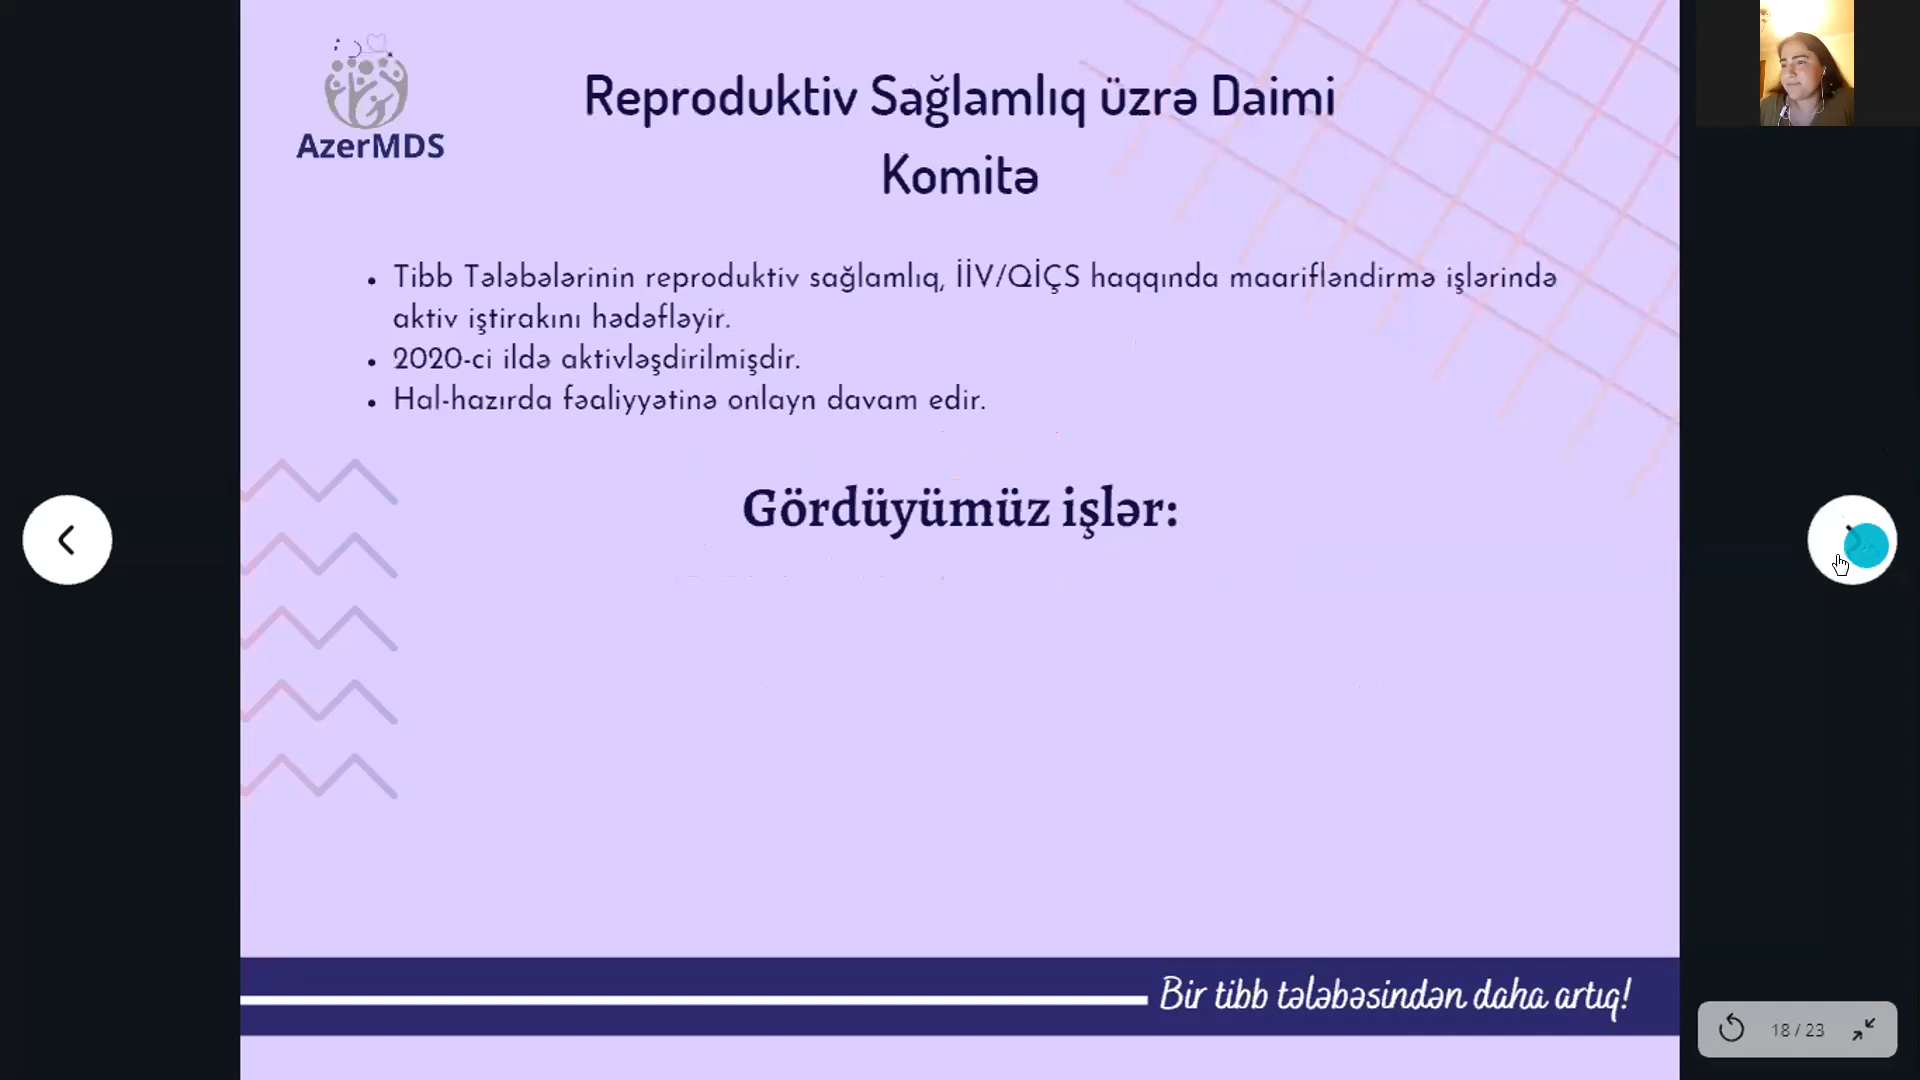 AzerMDS
Reproduktiv Sağlamlıq üzrə Daimi
Komitə
• Tibb Tələbələrinin reproduktiv sağlamlıq, İİV/QİÇS haqqında maarifləndirmə işlərində
aktiv iştirakını hədəfləyir.
• 2020-ci ildə aktivləşdirilmişdir.
• Hal-hazırda fəaliyyətinə onlayn davam edir.
Gördüyümüz işlər:
Bir tibb tələbəsindən daha artıq!
18 / 23